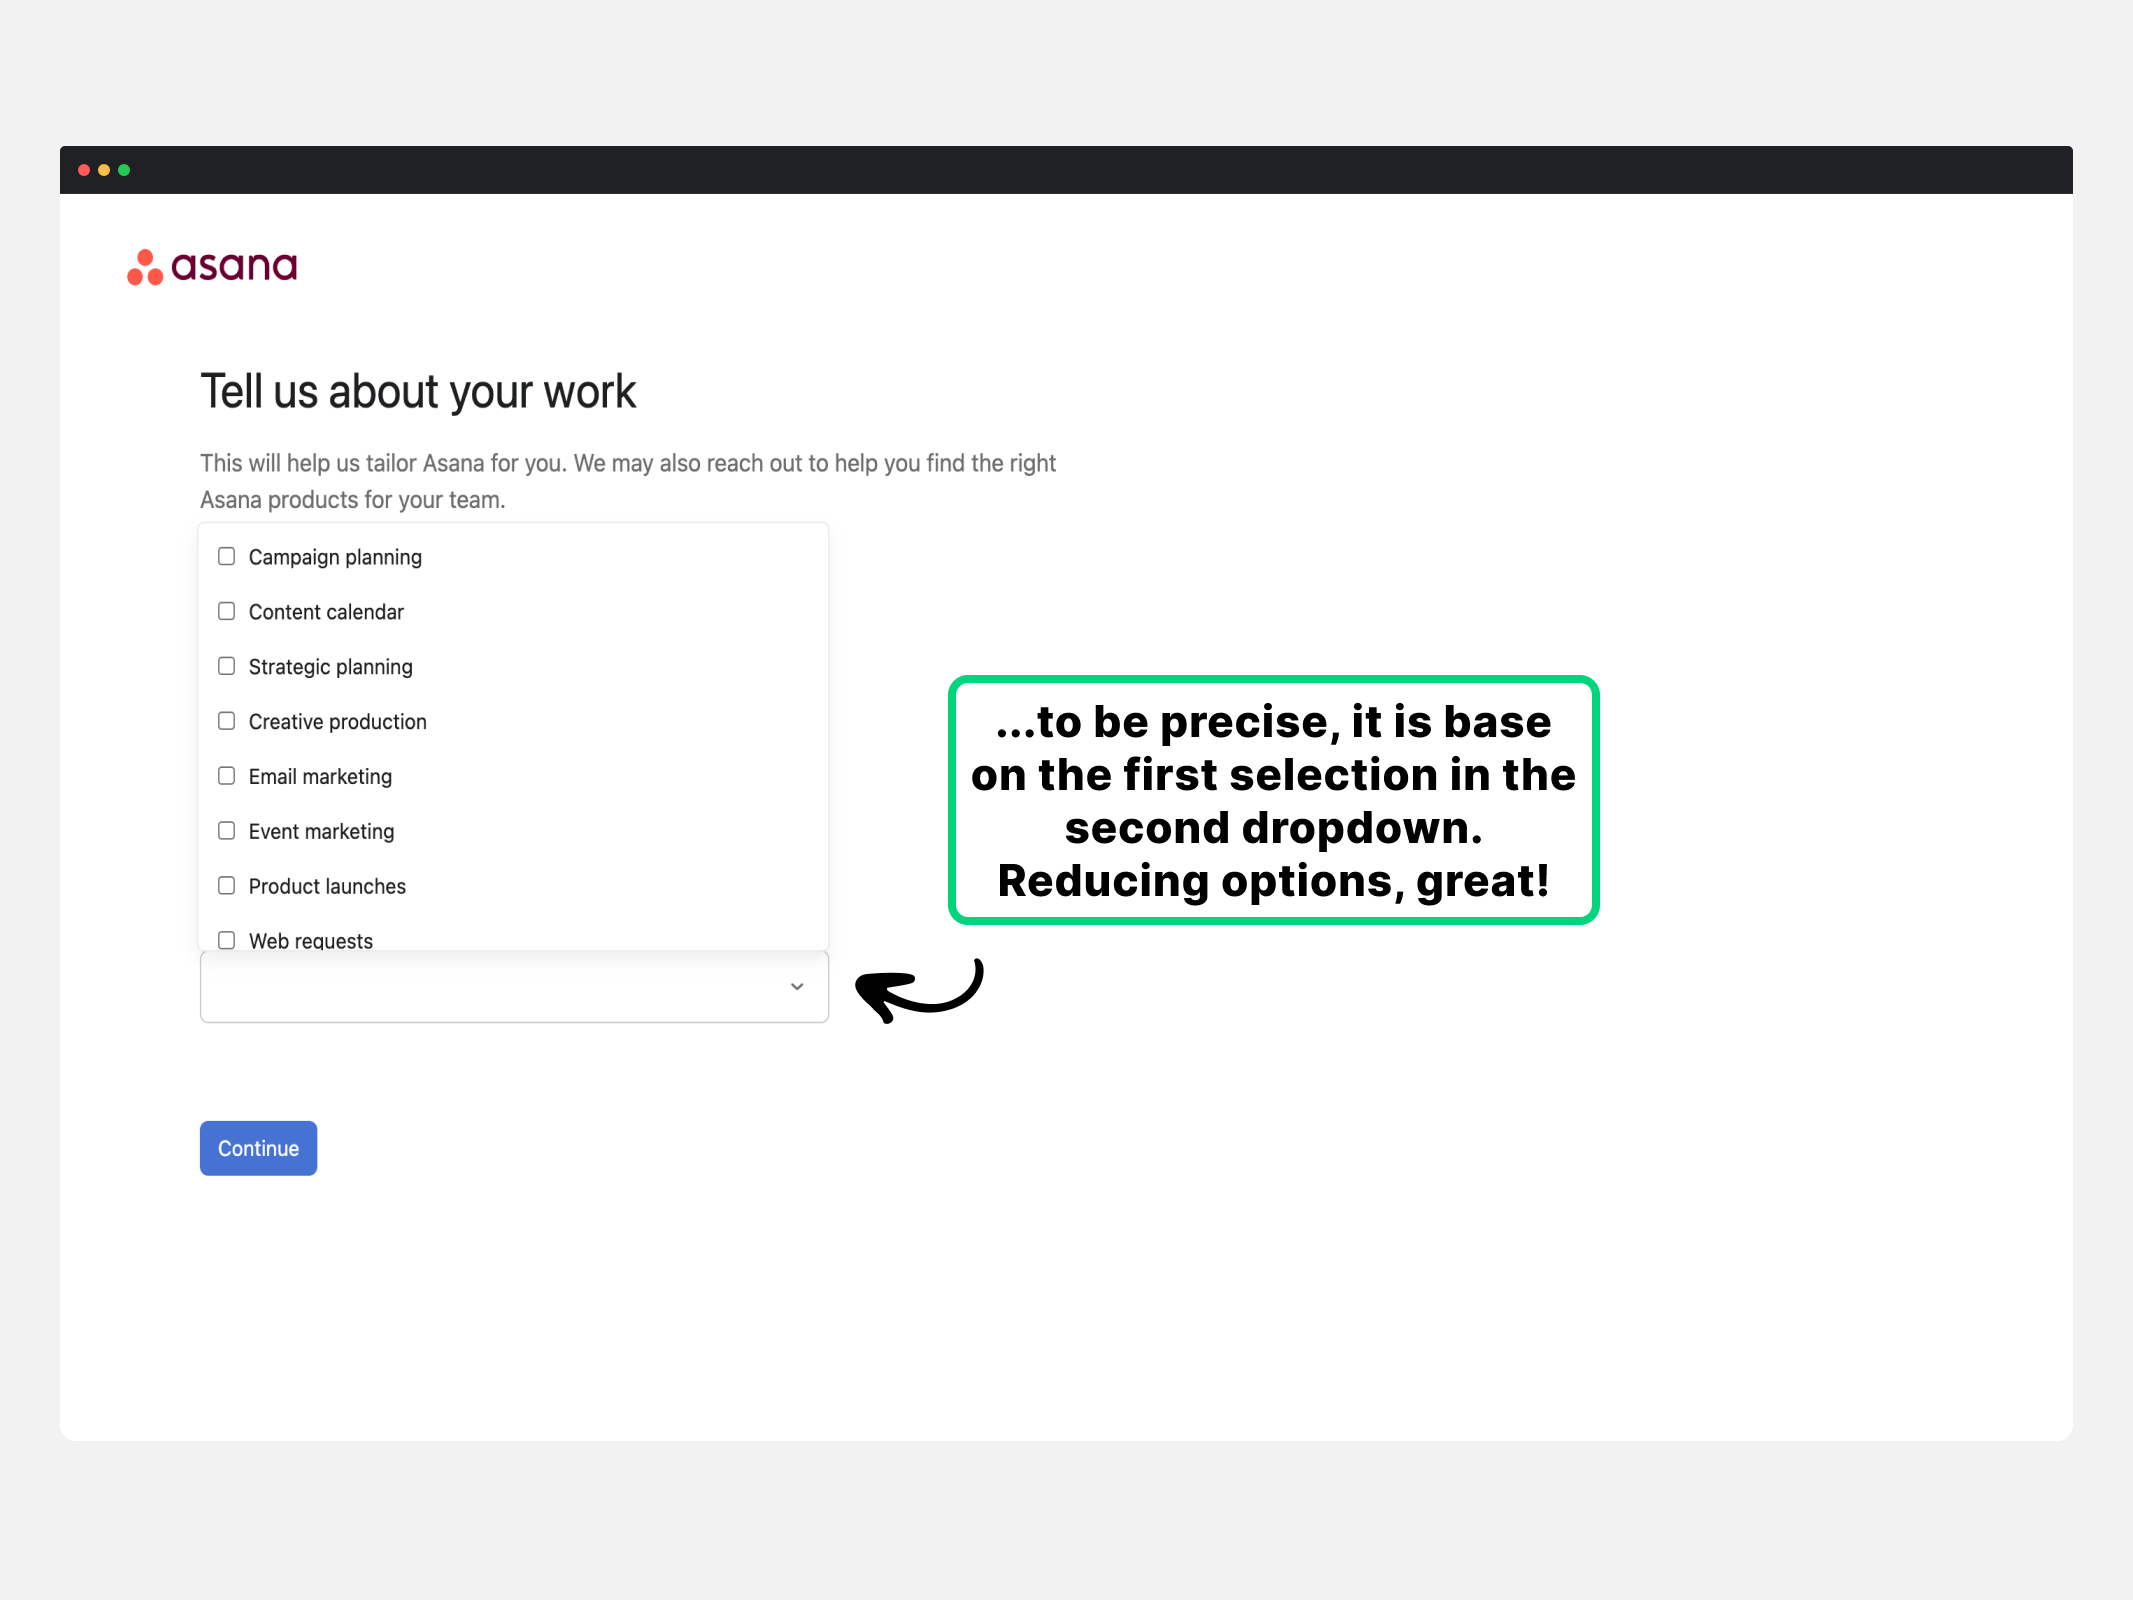 asana
Tell us about your work
This will help us tailor Asana for you. We may also reach out to help you find the right
Asana products for your team.
Campaign planning
Content calendar
Strategic planning
Creative production
Email marketing
Event marketing
Product launches
Web requests
...to be precise, it is base
on the first selection in the
second dropdown.
Reducing options, great!
Continue